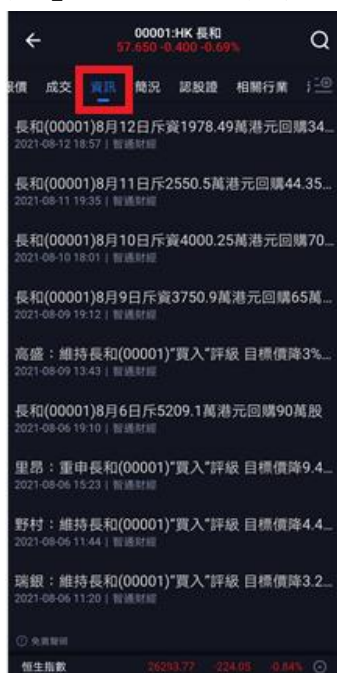 00001:HK 長和
57.650 -0.400 -0.69%
報價 成交 資訊 簡況 認股證 相關行業
長和(00001)8月12日斥資1978.49萬港元回購34...
2021-08-12 18:57 | 智通財經
長和(00001)8月11日斥2550.5萬港元回購44.35...
2021-08-11 19:35 | 智通財經
長和(00001)8月10日斥資4000.25萬港元回購70...
2021-08-10 18:01 | 智通財經
長和(00001)8月9日斥資3750.9萬港元回購65萬...
2021-08-09 19:12 | 智通財經
高盛：維持長和(00001)"買入"評級 目標價降3%...
2021-08-09 13:43 | 智通財經
長和(00001)8月6日斥5209.1萬港元回購90萬股
2021-08-06 19:10 | 智通財經
里昂：重申長和(00001)"買入"評級 目標價降9.4...
2021-08-06 15:23 | 智通財經
野村：維持長和(00001)"買入"評級 目標價降4.4...
2021-08-06 11:44 | 智通財經
瑞銀：維持長和(00001)"買入"評級 目標價降3.2...
2021-08-06 11:20 | 智通財經
免責聲明
恒生指數 26293.77 -224.05 -0.84%